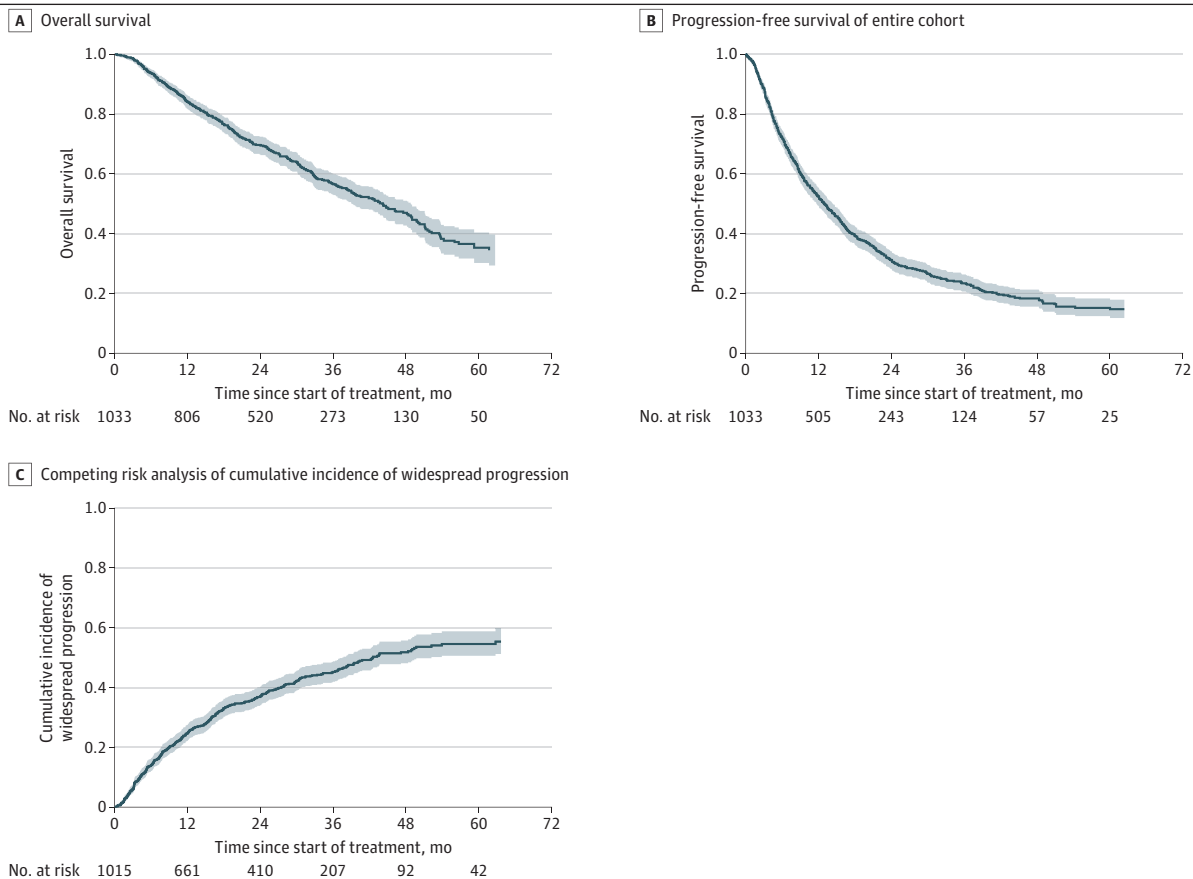 A Overall survival
1.0
0.8
0.6
0.4
0.2
0
Overall survival
0 12 24 36 48 60 72
Time since start of treatment, mo
No. at risk 1033 806 520 273 130 50
B Progression-free survival of entire cohort
1.0
0.8
0.6
0.4
0.2
0
Progression-free survival
0 12 24 36 48 60 72
Time since start of treatment, mo
No. at risk 1033 505 243 124 57 25
C Competing risk analysis of cumulative incidence of widespread progression
1.0
0.8
0.6
0.4
0.2
0
Cumulative incidence of
widespread progression
0 12 24 36 48 60 72
Time since start of treatment, mo
No. at risk 1015 661 410 207 92 42